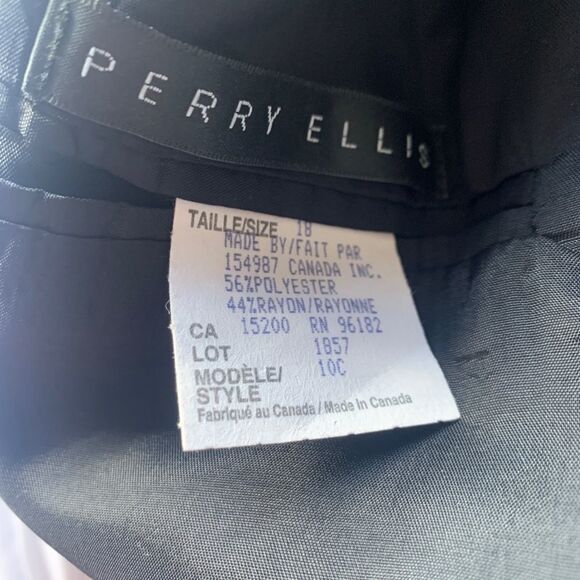 PERRY ELLIS
TAILLE/SIZE 18
MADE BY/FAIT PAR
154987 CANADA INC.
56%POLYESTER
44%RAYON/RAYONNE
CA 15200 RN 96182
LOT 1857
MODÈLE/ 10C
STYLE
Fabriqué au Canada / Made in Canada